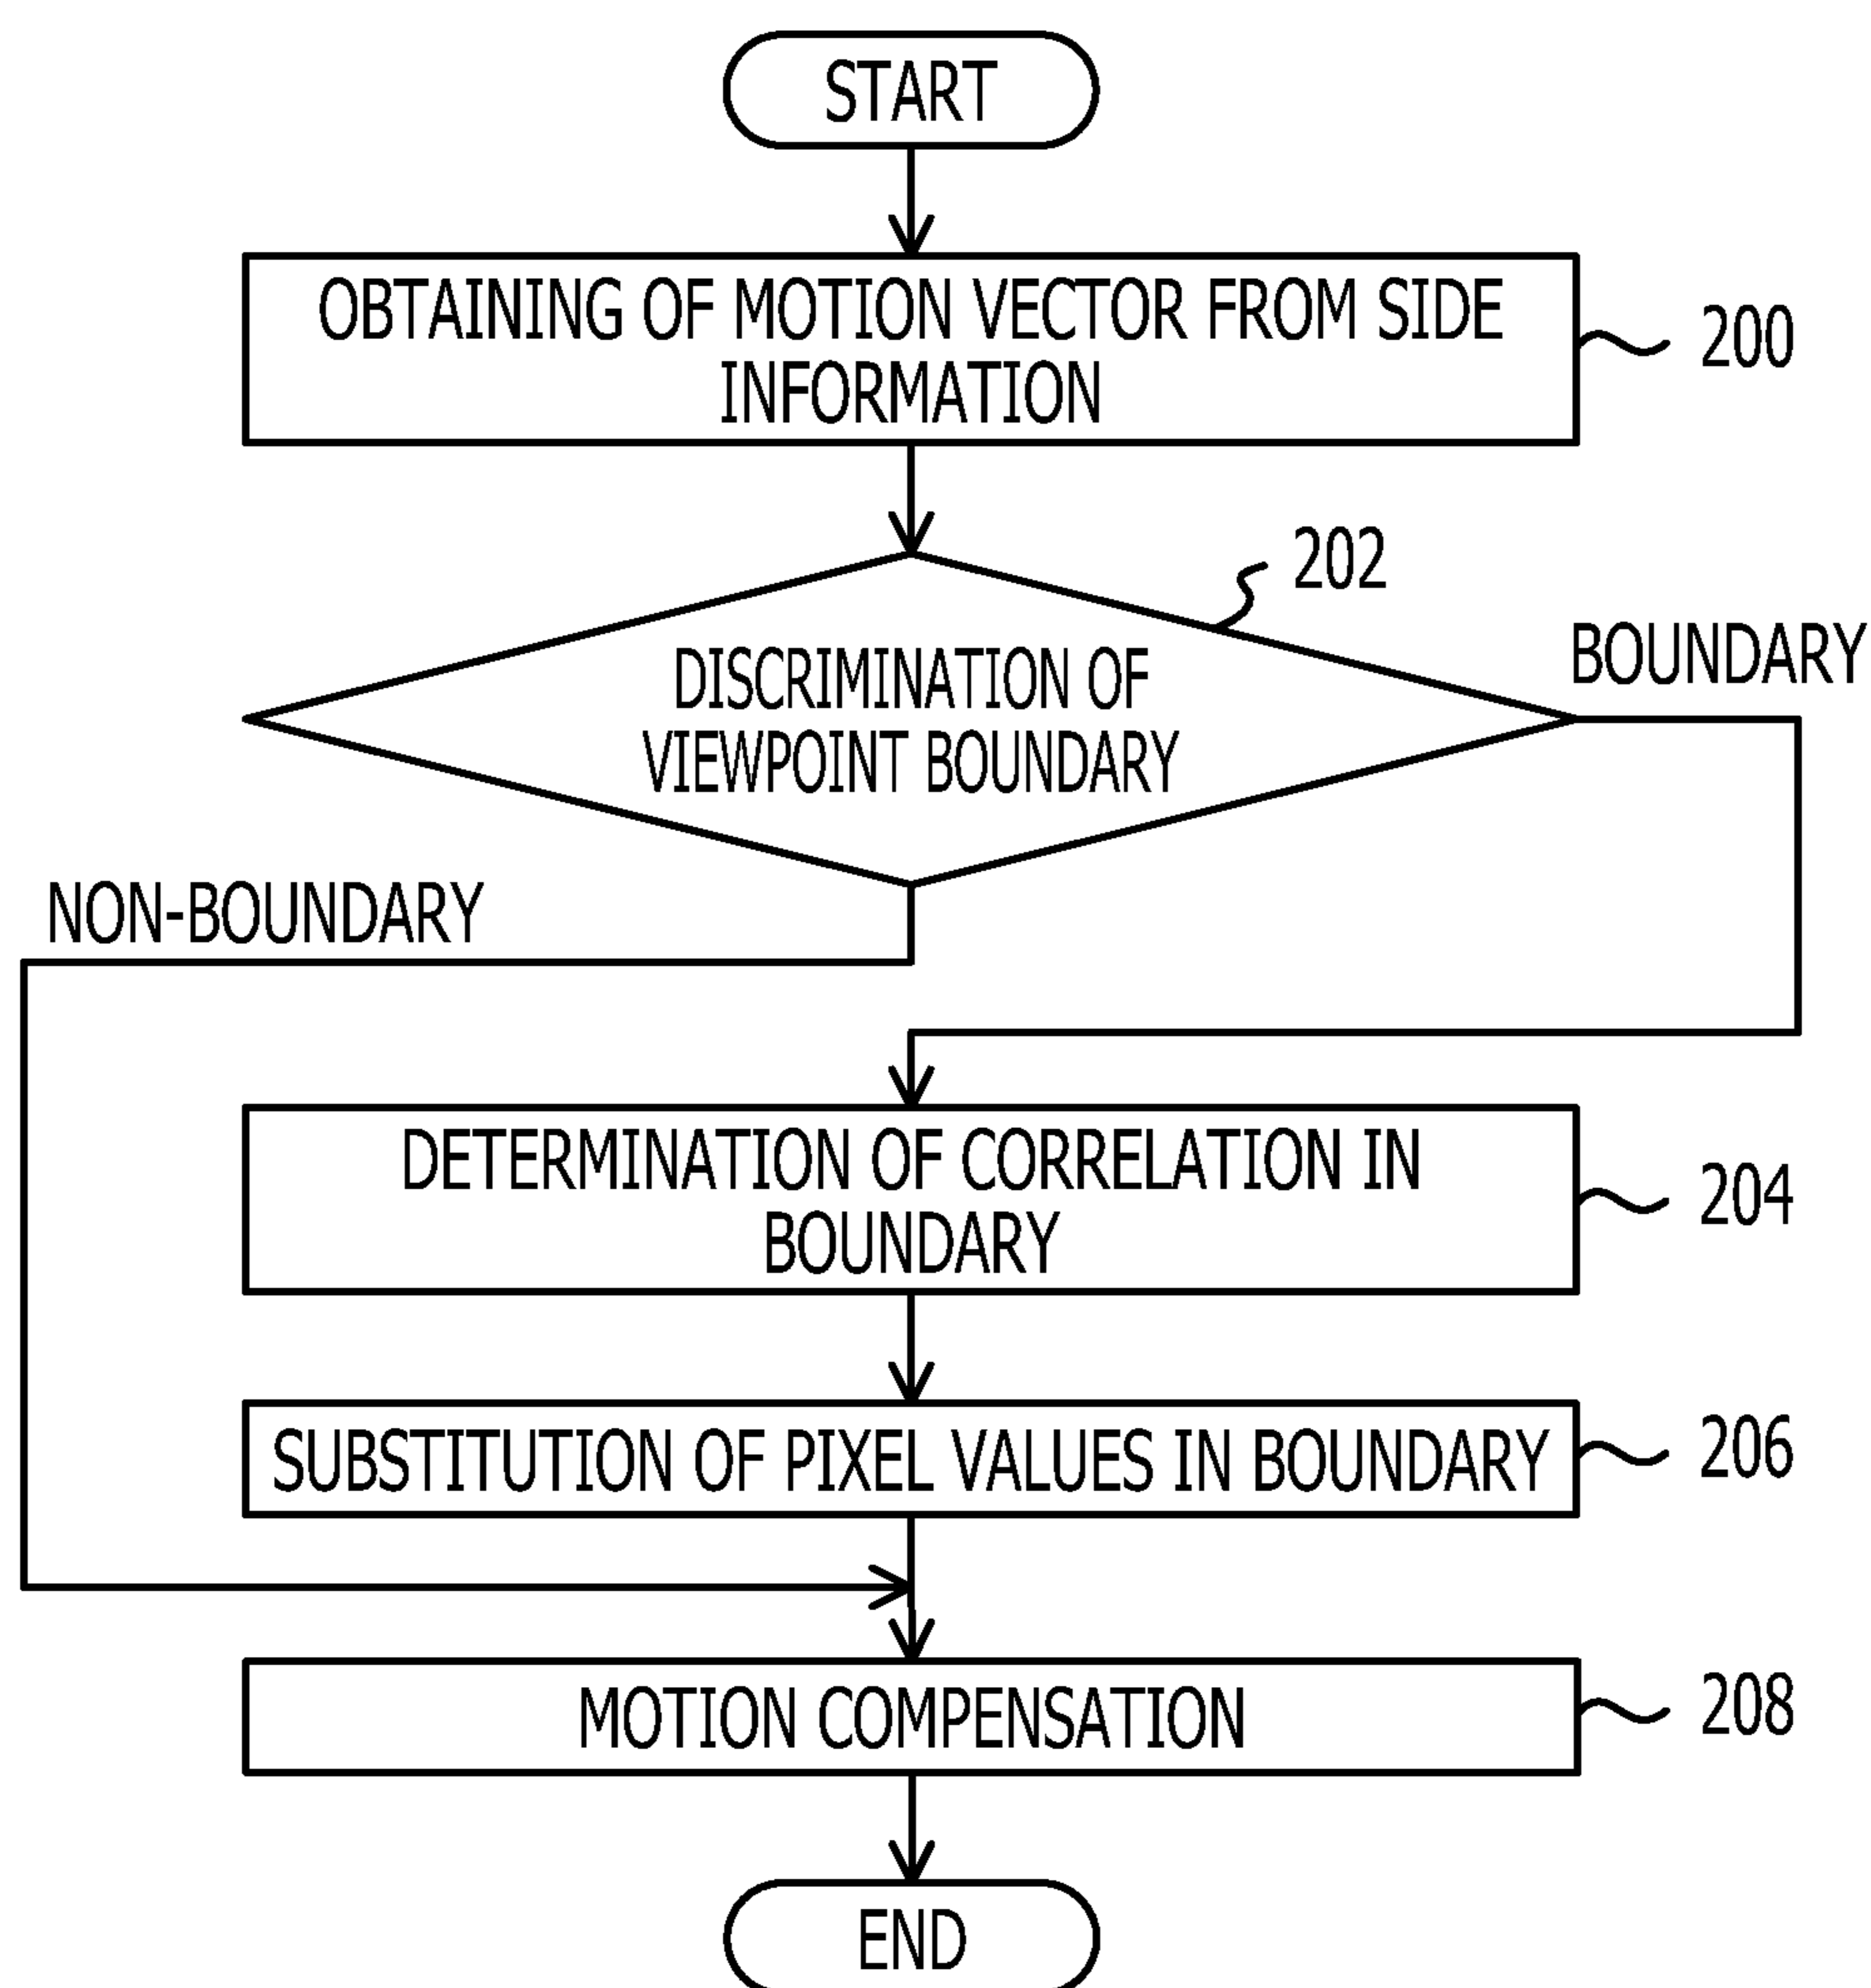 START
OBTAINING OF MOTION VECTOR FROM SIDE
INFORMATION
200
202
DISCRIMINATION OF
VIEWPOINT BOUNDARY
BOUNDARY
NON-BOUNDARY
DETERMINATION OF CORRELATION IN
BOUNDARY
204
SUBSTITUTION OF PIXEL VALUES IN BOUNDARY
206
MOTION COMPENSATION
208
END